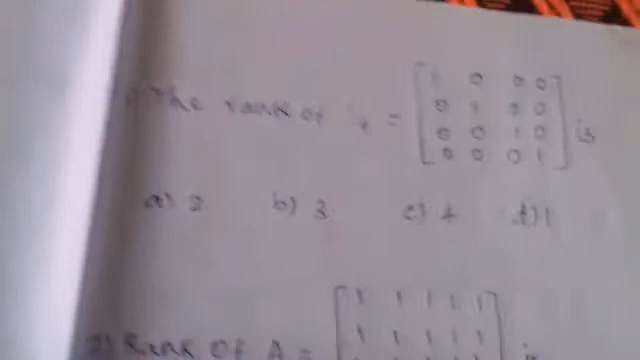 The rank of A = [1 0 0 0
0 1 0 0
0 0 1 0
0 0 0 1] is
a) 2 b) 3 c) 4 d) 1
2) Rank of A = [1 1 1 1 1
1 1 1 1 1